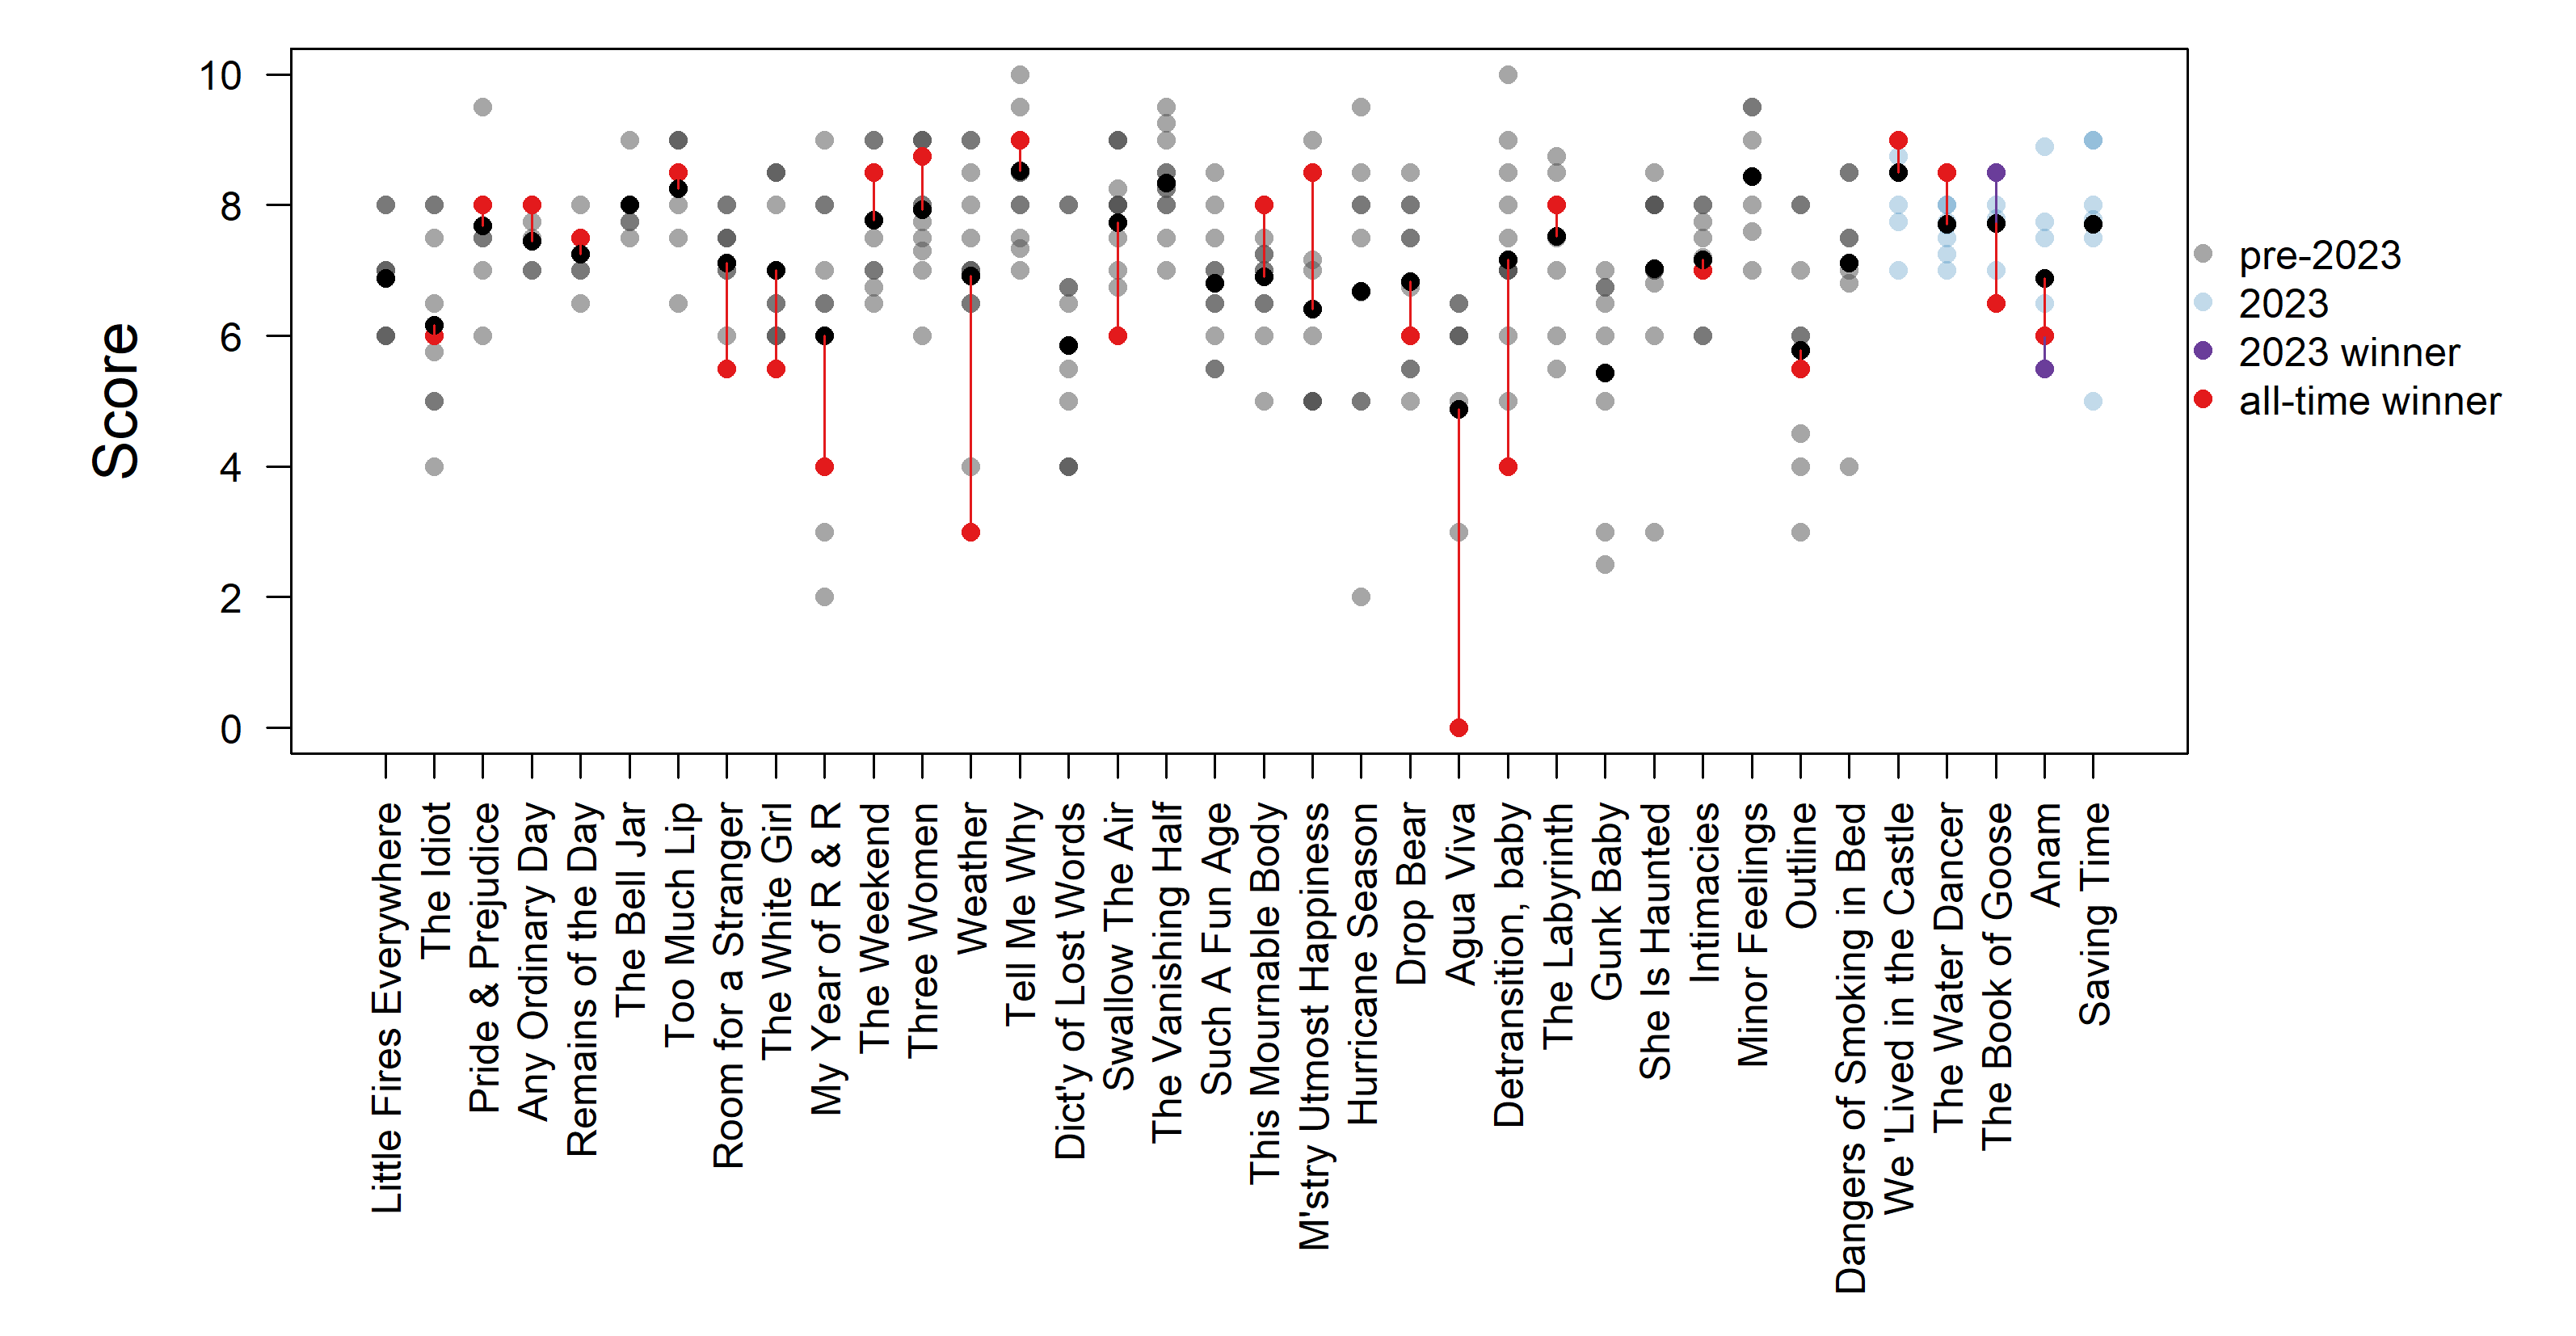 Score
10
8
6
4
2
0
Little Fires Everywhere
The Idiot
Pride & Prejudice
Any Ordinary Day
Remains of the Day
The Bell Jar
Too Much Lip
Room for a Stranger
The White Girl
My Year of R & R
The Weekend
Three Women
Weather
Tell Me Why
Dict'y of Lost Words
Swallow The Air
The Vanishing Half
Such A Fun Age
This Mournable Body
M'stry Utmost Happiness
Hurricane Season
Drop Bear
Agua Viva
Detransition, baby
The Labyrinth
Gunk Baby
She Is Haunted
Intimacies
Minor Feelings
Outline
Dangers of Smoking in Bed
We 'Lived in the Castle
The Water Dancer
The Book of Goose
Anam
Saving Time
pre-2023
2023
2023 winner
all-time winner